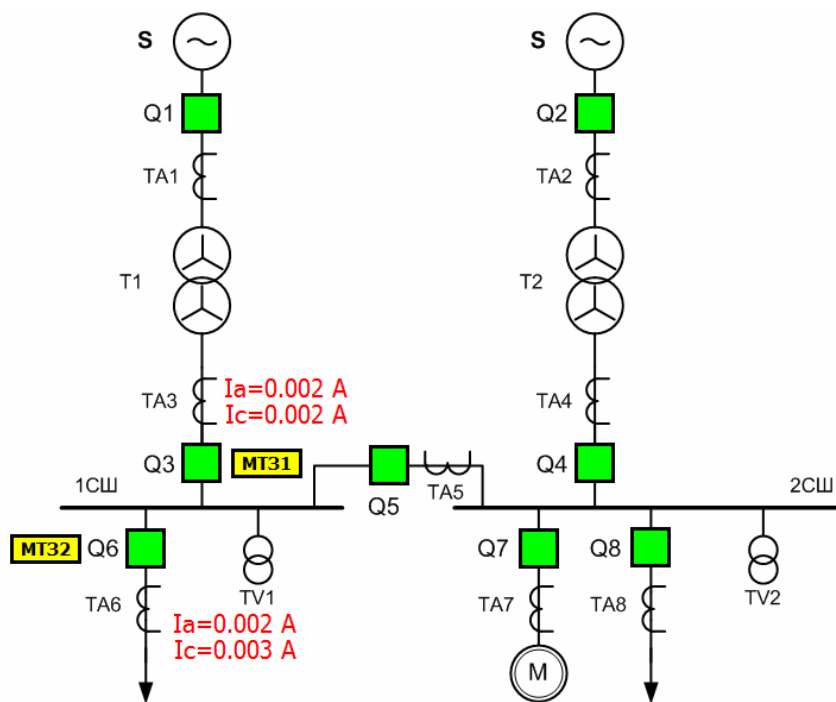 S
S
Q1
Q2
TA1
TA2
T1
T2
TA3
Ia=0.002 A
Ic=0.002 A
TA4
Q3
МТЗ1
Q5
TA5
Q4
1СШ
2СШ
МТЗ2
Q6
TV1
Q7
Q8
TV2
TA6
Ia=0.002 A
Ic=0.003 A
TA7
TA8
M